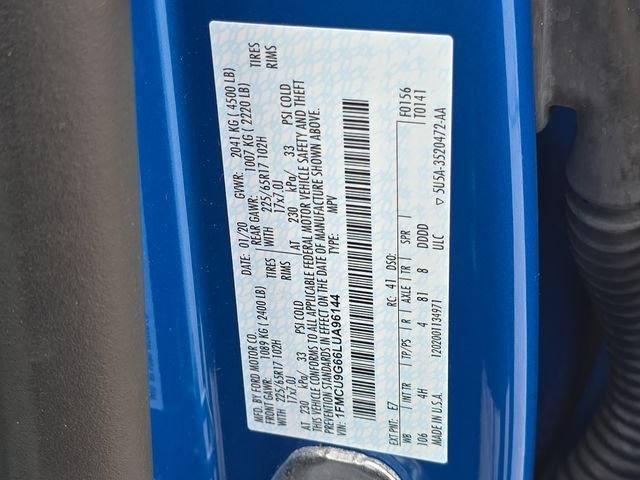 MFD. BY FORD MOTOR CO.
DATE: 01/20 GVWR: 2041 KG ( 4500 LB)
FRONT GAWR: 1089 KG (2400 LB) REAR GAWR: 1007 KG ( 2220 LB)
225/65R17 102H TIRES WITH 225/65R17 102H TIRES
17x7.0J RIMS 17x7.0J RIMS
AT 230 kPa/ 33 PSI COLD AT 230 kPa/ 33 PSI COLD
THIS VEHICLE CONFORMS TO ALL APPLICABLE FEDERAL MOTOR VEHICLE SAFETY AND THEFT
PREVENTION STANDARDS IN EFFECT ON THE DATE OF MANUFACTURE SHOWN ABOVE.
VIN: 1FMCU9G66LUA96144 TYPE: MPV
F0156
T0141
EXT PNT: E7 RC: 41 DSO:
WB INT TR TP/PS R AXLE TR SPR
106 4H 4 81 8 DDDD
MADE IN U.S.A. 120200134971 ULC ▽ 5U5A-3520472-AA